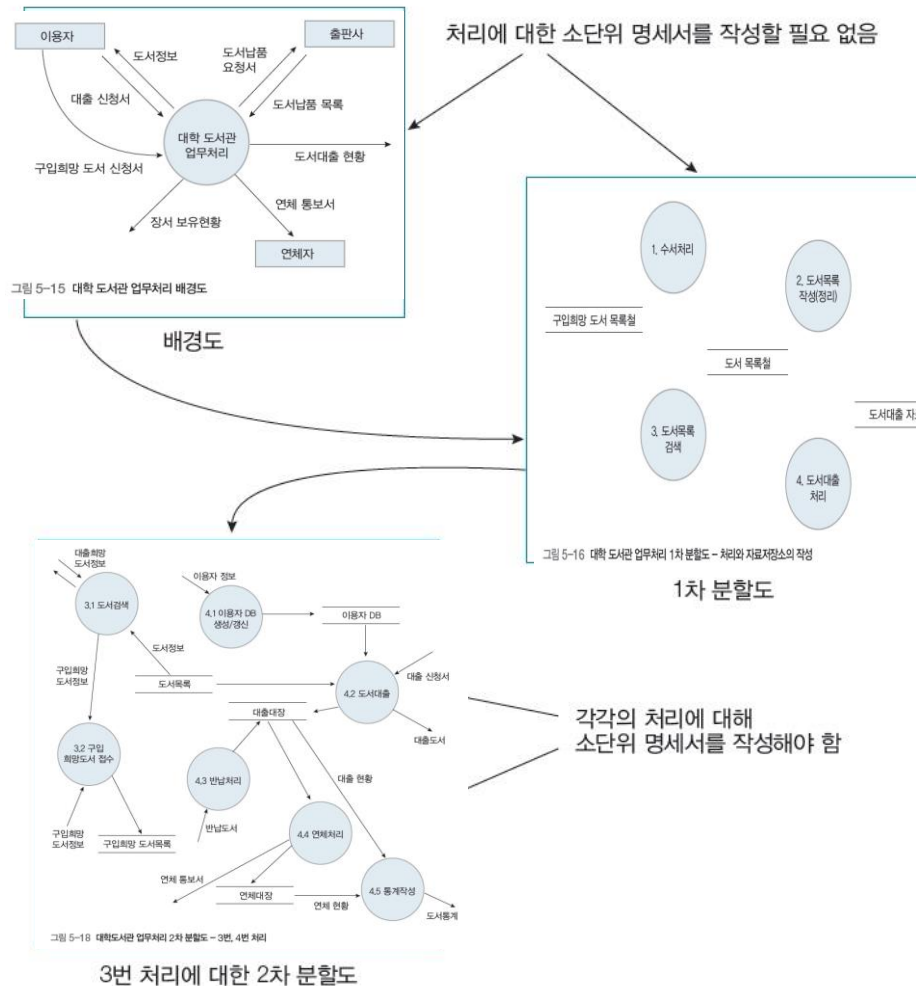 이용자
출판사
도서정보
도서납품
요청서
대출 신청서
도서납품 목록
대학 도서관
업무처리
구입희망 도서 신청서
도서대출 현황
연체 통보서
장서 보유현황
연체자
그림 5-15 대학 도서관 업무처리 배경도
배경도
처리에 대한 소단위 명세서를 작성할 필요 없음
1. 수서처리
2. 도서목록
작성(정리)
구입희망 도서 목록철
도서 목록철
도서대출 자
3. 도서목록
검색
4. 도서대출
처리
그림 5-16 대학 도서관 업무처리 1차 분할도 – 처리와 자료저장소의 작성
1차 분할도
대출희망
도서정보
이용자 정보
3.1 도서검색
4.1 이용자 DB
생성/갱신
이용자 DB
도서정보
구입희망
도서정보
도서목록
대출 신청서
4.2 도서대출
대출대장
대출도서
3.2 구입
희망도서 접수
4.3 반납처리
대출 현황
반납도서
4.4 연체처리
구입희망
도서정보
구입희망 도서목록
연체 통보서
연체대장
연체 현황
4.5 통계작성
도서통계
그림 5-18 대학도서관 업무처리 2차 분할도 – 3번, 4번 처리
3번 처리에 대한 2차 분할도
각각의 처리에 대해
소단위 명세서를 작성해야 함